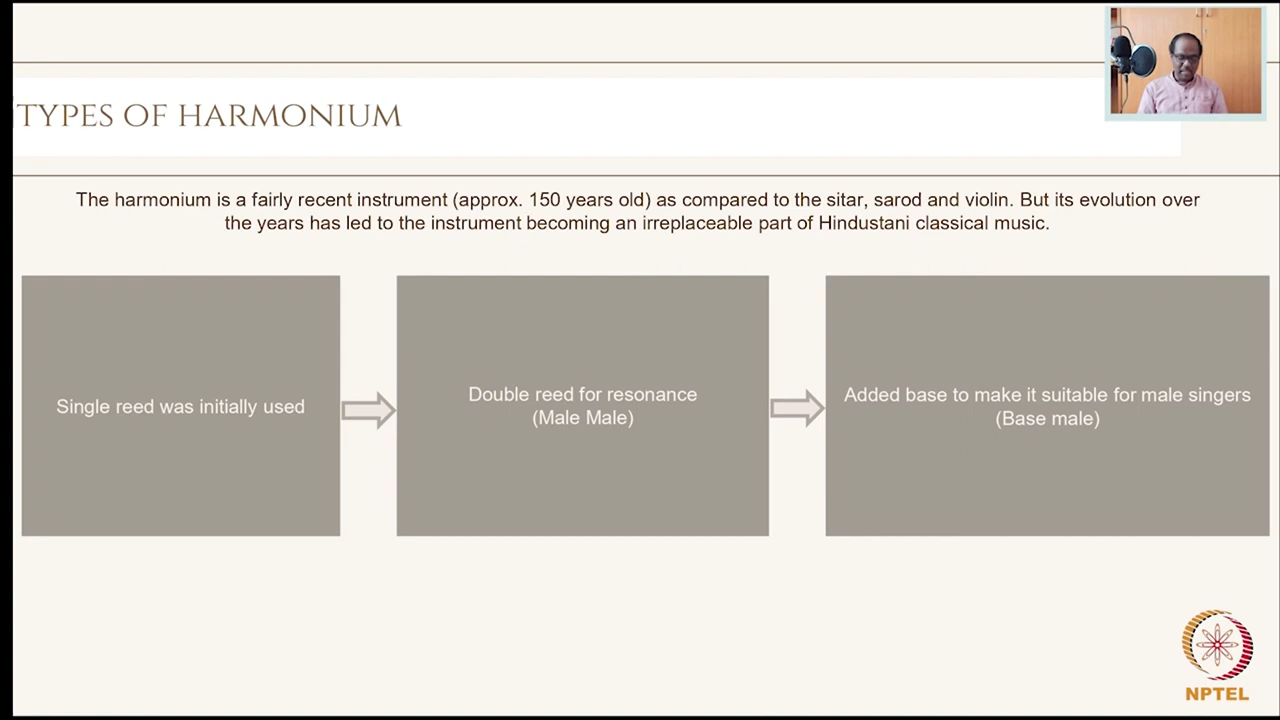 TYPES OF HARMONIUM
The harmonium is a fairly recent instrument (approx. 150 years old) as compared to the sitar, sarod and violin. But its evolution over
the years has led to the instrument becoming an irreplaceable part of Hindustani classical music.
Single reed was initially used
Double reed for resonance
(Male Male)
Added base to make it suitable for male singers
(Base male)
NPTEL